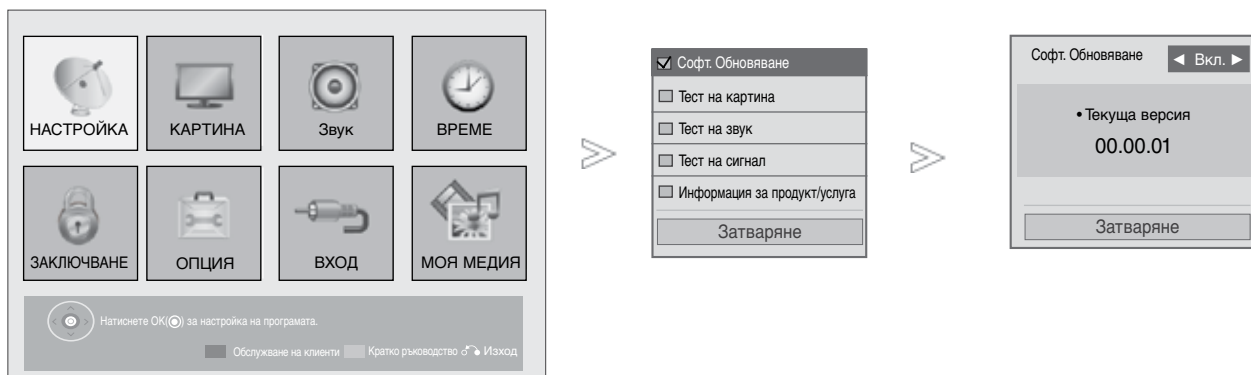 НАСТРОЙКА
КАРТИНА
Звук
ВРЕМЕ
ЗАКЛЮЧВАНЕ
ОПЦИЯ
ВХОД
МОЯ МЕДИЯ
Натиснете ОК(◉) за настройка на програмата.
Обслужване на клиенти Кратко ръководство Изход
Софт. Обновяване
Тест на картина
Тест на звук
Тест на сигнал
Информация за продукт/услуга
Затваряне
Софт. Обновяване ◄ Вкл. ►
• Текуща версия
00.00.01
Затваряне